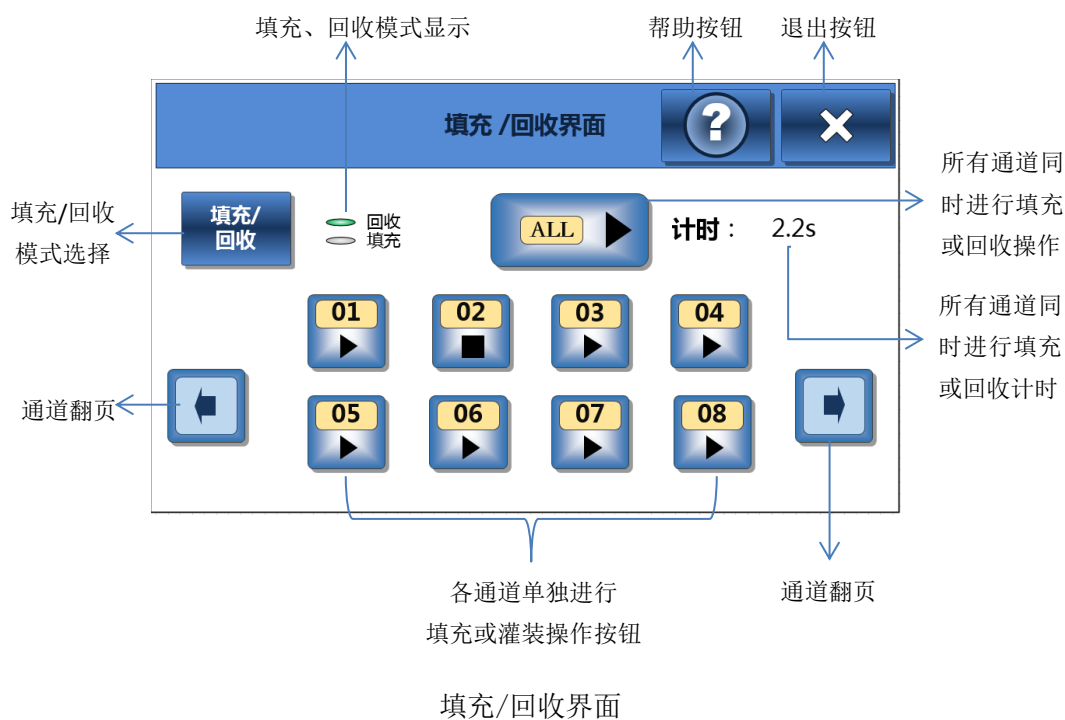 填充、回收模式显示
帮助按钮
退出按钮
填充 /回收界面
?
所有通道同
时进行填充
或回收操作
填充/回收
模式选择
填充/
回收
回收
填充
ALL
计时： 2.2s
01
02
03
04
所有通道同
时进行填充
或回收计时
通道翻页
05
06
07
08
各通道单独进行
填充或灌装操作按钮
通道翻页
填充/回收界面